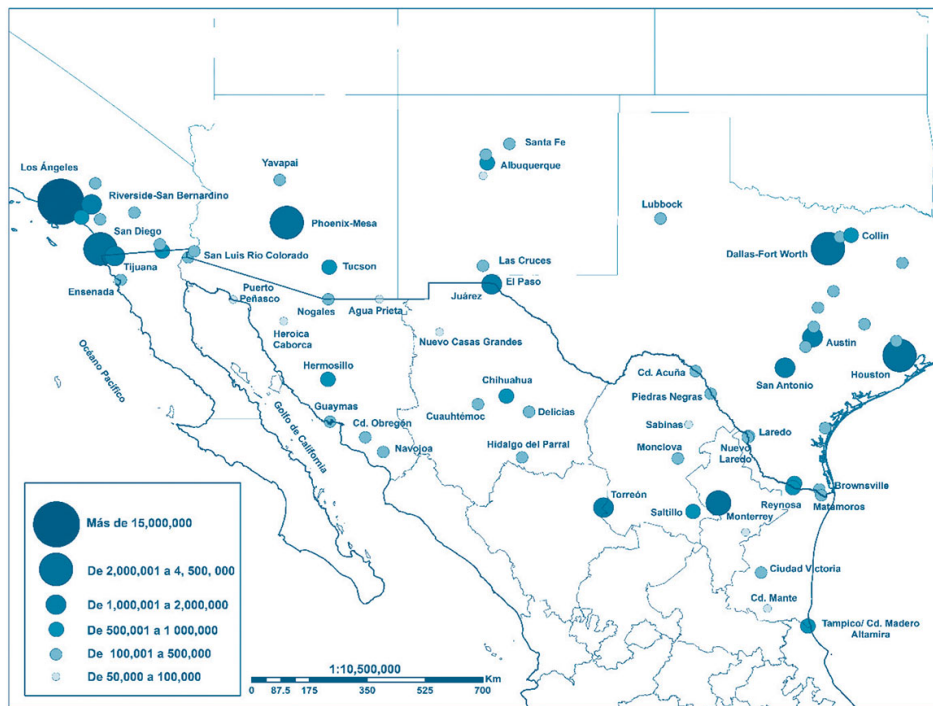 Santa Fe
Albuquerque
Los Ángeles
Yavapai
Riverside-San Bernardino
Lubbock
Phoenix-Mesa
San Diego
Collin
Dallas-Fort Worth
San Luis Rio Colorado
Tijuana
Tucson
Las Cruces
Ensenada
Puerto
Peñasco
Nogales
Agua Prieta
Juárez
El Paso
Heroica
Caborca
Nuevo Casas Grandes
Austin
Océano Pacífico
Hermosillo
Houston
San Antonio
Cd. Acuña
Chihuahua
Piedras Negras
Guaymas
Golfo de California
Cuauhtémoc
Delicias
Cd. Obregón
Sabinas
Laredo
Navojoa
Hidalgo del Parral
Monclova
Nuevo
Laredo
Brownsville
Torreón
Reynosa
Matamoros
Saltillo
Monterrey
Ciudad Victoria
Cd. Mante
Tampico/ Cd. Madero
Altamira
Más de 15,000,000
De 2,000,001 a 4, 500, 000
De 1,000,001 a 2,000,000
De 500,001 a 1 000,000
De 100,001 a 500,000
De 50,000 a 100,000
1:10,500,000
0 87.5 175 350 525 700 Km